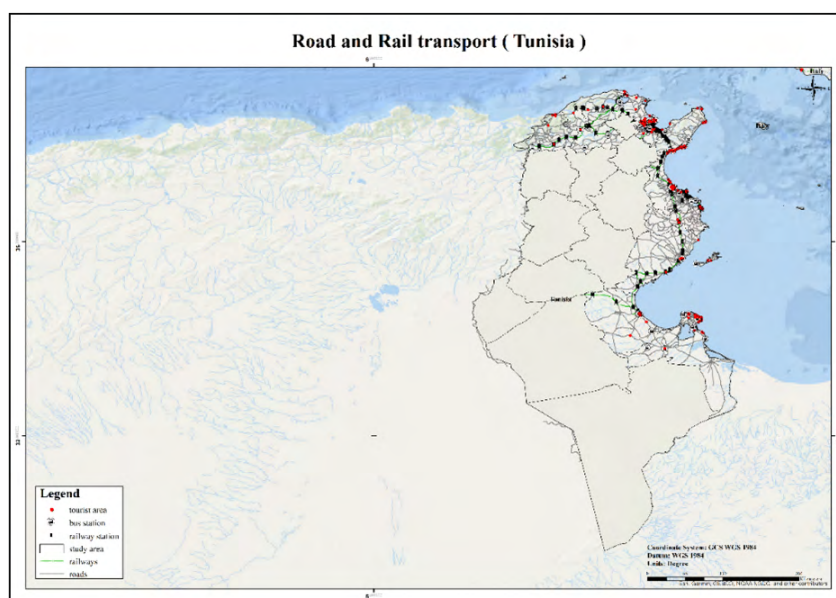 Road and Rail transport ( Tunisia )
Italy
Italy
Tunisia
Legend
tourist area
bus station
railway station
study area
railways
roads
Coordinate System: GCS WGS 1984
Datum: WGS 1984
Units: Degree